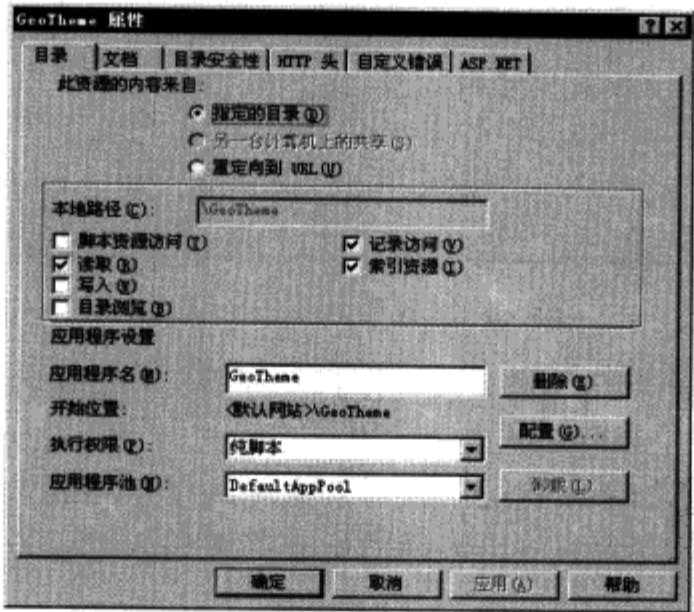 GeoTheme 属性
目录 文档 目录安全性 HTTP 头 自定义错误 ASP.NET
此资源的内容来自:
指定的目录(D)
另一台计算机上的共享(S)
重定向到 URL(U)
本地路径(C): \GeoTheme
脚本资源访问(T) 记录访问(V)
读取(R) 索引资源(I)
写入(W)
目录浏览(B)
应用程序设置
应用程序名(M): GeoTheme 删除(E)
开始位置: <默认网站>\GeoTheme
配置(G)...
执行权限(P): 纯脚本
应用程序池(N): DefaultAppPool 卸载(L)
确定 取消 应用(A) 帮助